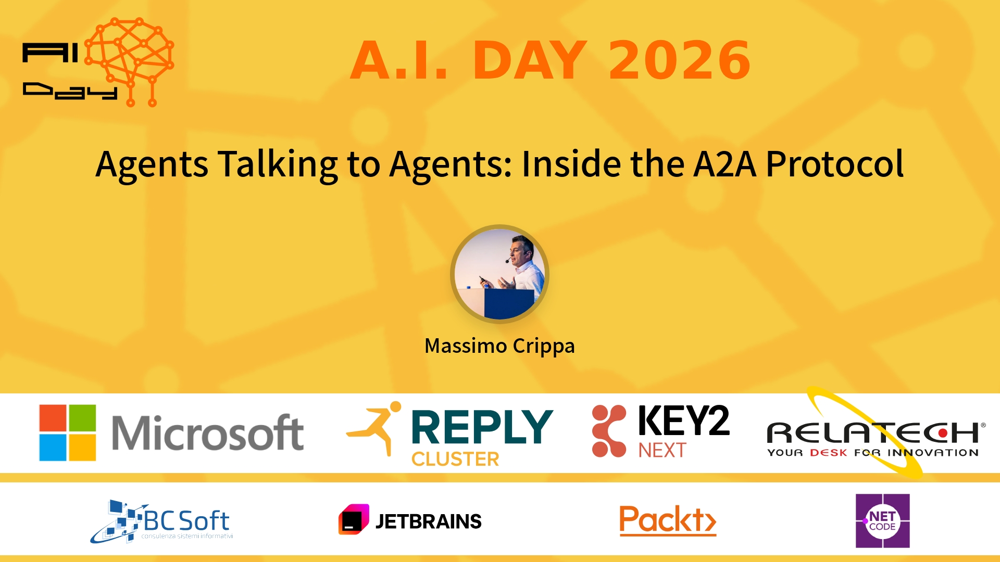 AI
Day
A.I. DAY 2026
Agents Talking to Agents: Inside the A2A Protocol
Massimo Crippa
Microsoft
REPLY
CLUSTER
KEY2
NEXT
RELATECH®
YOUR DESK FOR INNOVATION
BC Soft
consulenza sistemi informativi
JETBRAINS
Packt>
NET
CODE